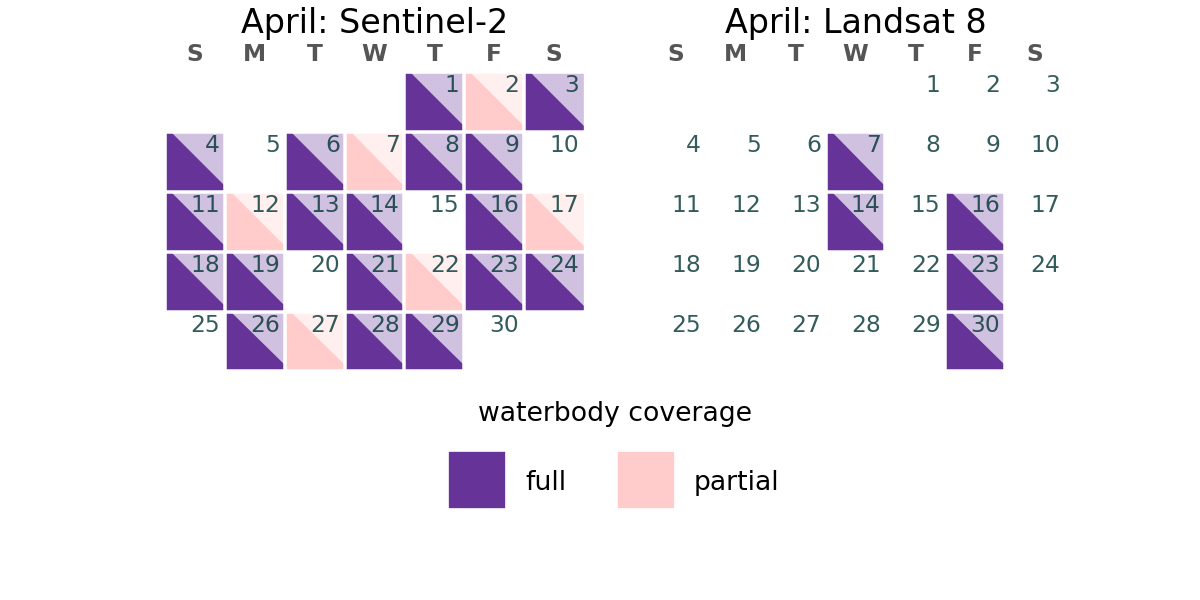 April: Sentinel-2
S M T W T F S
1 2 3
4 5 6 7 8 9 10
11 12 13 14 15 16 17
18 19 20 21 22 23 24
25 26 27 28 29 30
April: Landsat 8
S M T W T F S
1 2 3
4 5 6 7 8 9 10
11 12 13 14 15 16 17
18 19 20 21 22 23 24
25 26 27 28 29 30
waterbody coverage
full partial